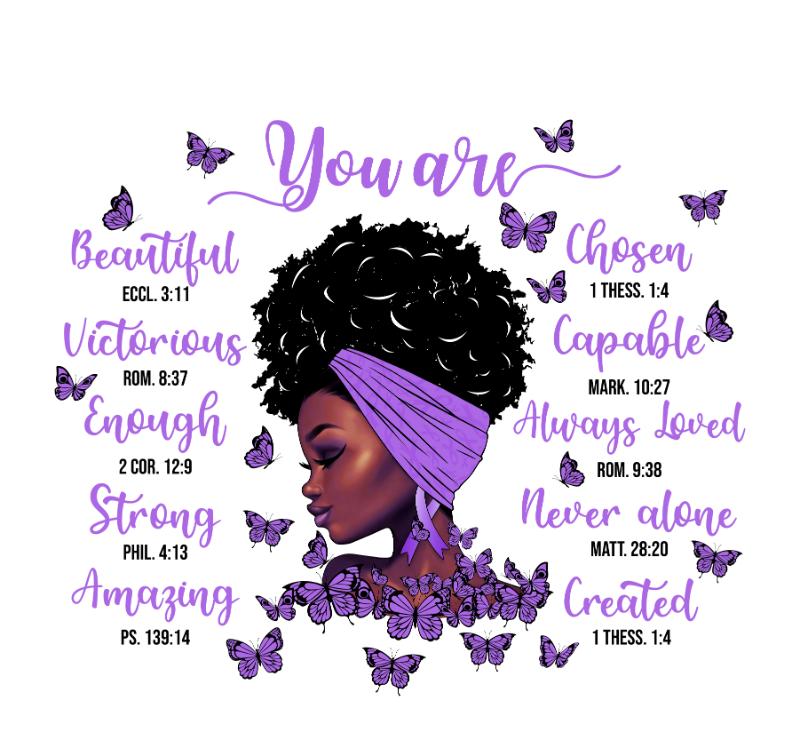 You are
Beautiful
ECCL. 3:11
Victorious
ROM. 8:37
Enough
2 COR. 12:9
Strong
PHIL. 4:13
Amazing
PS. 139:14
Chosen
1 THESS. 1:4
Capable
MARK. 10:27
Always Loved
ROM. 9:38
Never alone
MATT. 28:20
Created
1 THESS. 1:4